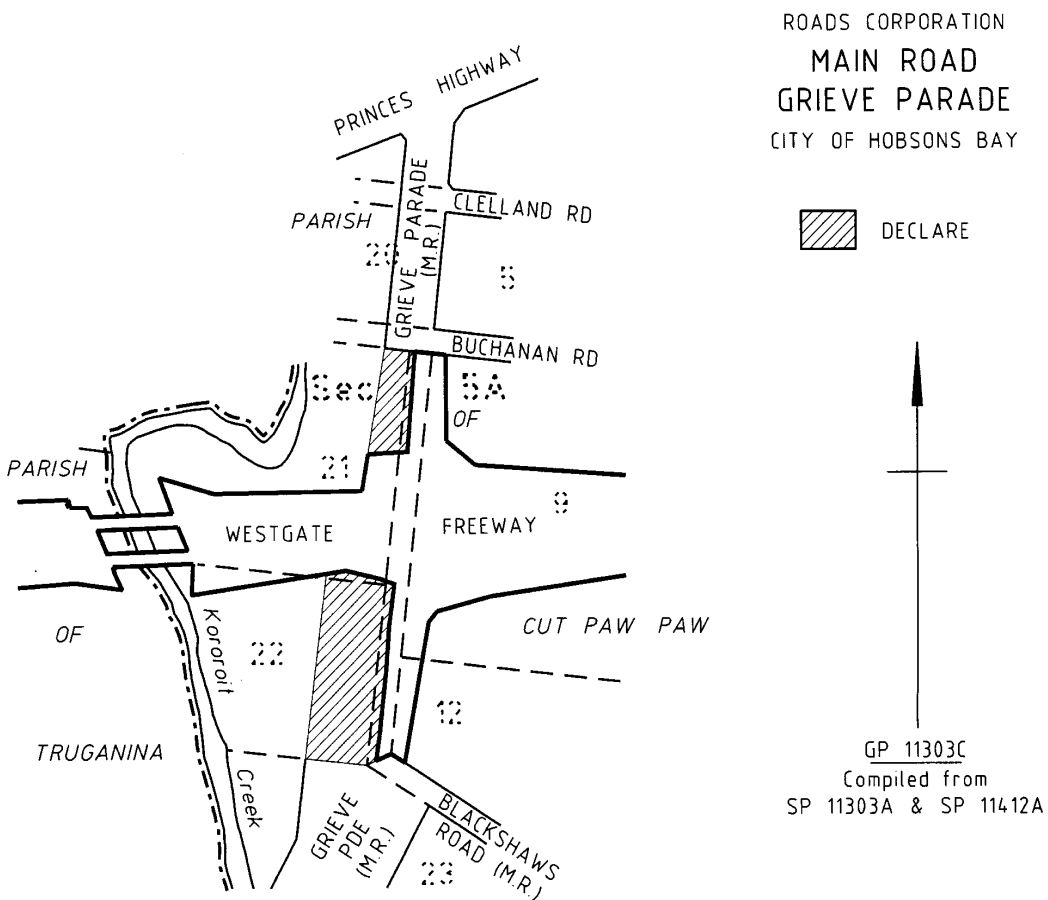 ROADS CORPORATION
MAIN ROAD
GRIEVE PARADE
CITY OF HOBSONS BAY
DECLARE
PRINCES HIGHWAY
GRIEVE PARADE
(M.R.)
CLELLAND RD
PARISH
20
5
BUCHANAN RD
Sec
5A
OF
21
9
PARISH
WESTGATE FREEWAY
OF
Kororoit
Creek
22
CUT PAW PAW
12
TRUGANINA
GRIEVE
PDE
(M.R.)
BLACKSHAWS
ROAD (M.R.)
23
GP 11303C
Compiled from
SP 11303A & SP 11412A